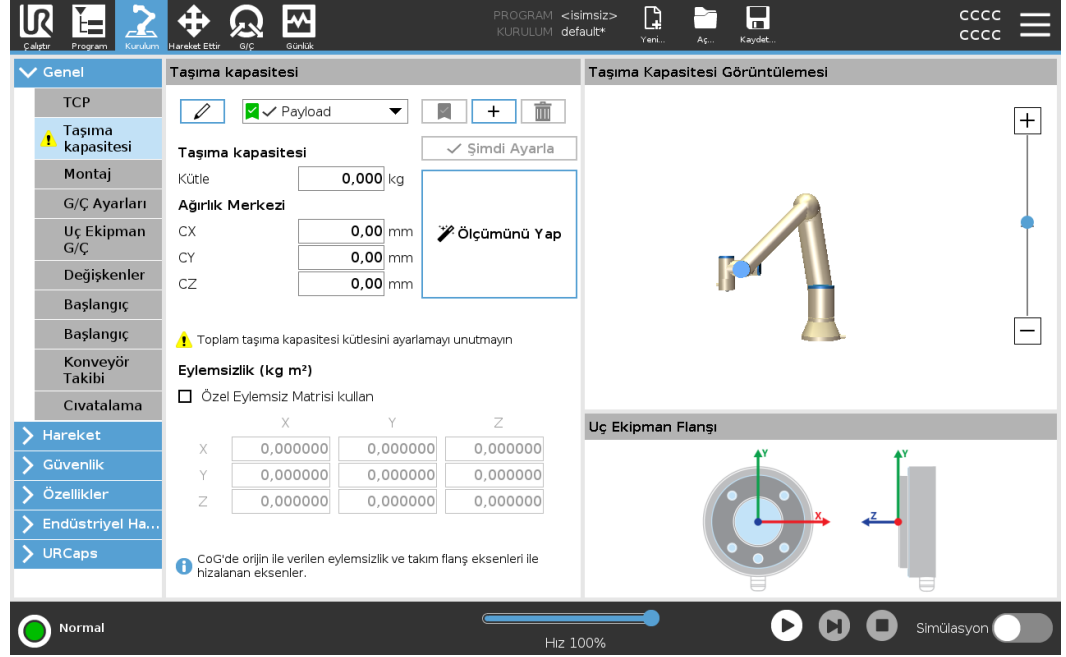 UR
PROGRAM <isimsiz>
KURULUM default*
CCCC
CCCC
Çalıştır
Program
Kurulum
Hareket Ettir
G/Ç
Günlük
Yeni...
Aç...
Kaydet...
Genel
TCP
Taşıma
kapasitesi
Montaj
G/Ç Ayarları
Uç Ekipman
G/Ç
Değişkenler
Başlangıç
Başlangıç
Konveyör
Takibi
Cıvatalama
Hareket
Güvenlik
Özellikler
Endüstriyel Ha...
URCaps
Taşıma kapasitesi
Payload
Taşıma kapasitesi
Şimdi Ayarla
Kütle 0,000 kg
Ağırlık Merkezi
CX 0,00 mm
CY 0,00 mm
CZ 0,00 mm
Ölçümünü Yap
Toplam taşıma kapasitesi kütlesini ayarlamayı unutmayın
Eylemsizlik (kg m²)
Özel Eylemsiz Matrisi kullan
X Y Z
X 0,000000 0,000000 0,000000
Y 0,000000 0,000000 0,000000
Z 0,000000 0,000000 0,000000
CoG'de orijin ile verilen eylemsizlik ve takım flanş eksenleri ile
hizalanan eksenler.
Taşıma Kapasitesi Görüntülemesi
Uç Ekipman Flanşı
Y
X
Y
Z
Normal
Hız 100%
Simülasyon